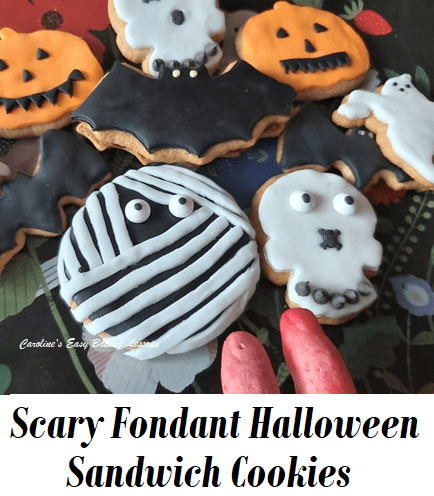 Caroline's Easy Baking Lessons
Scary Fondant Halloween
Sandwich Cookies